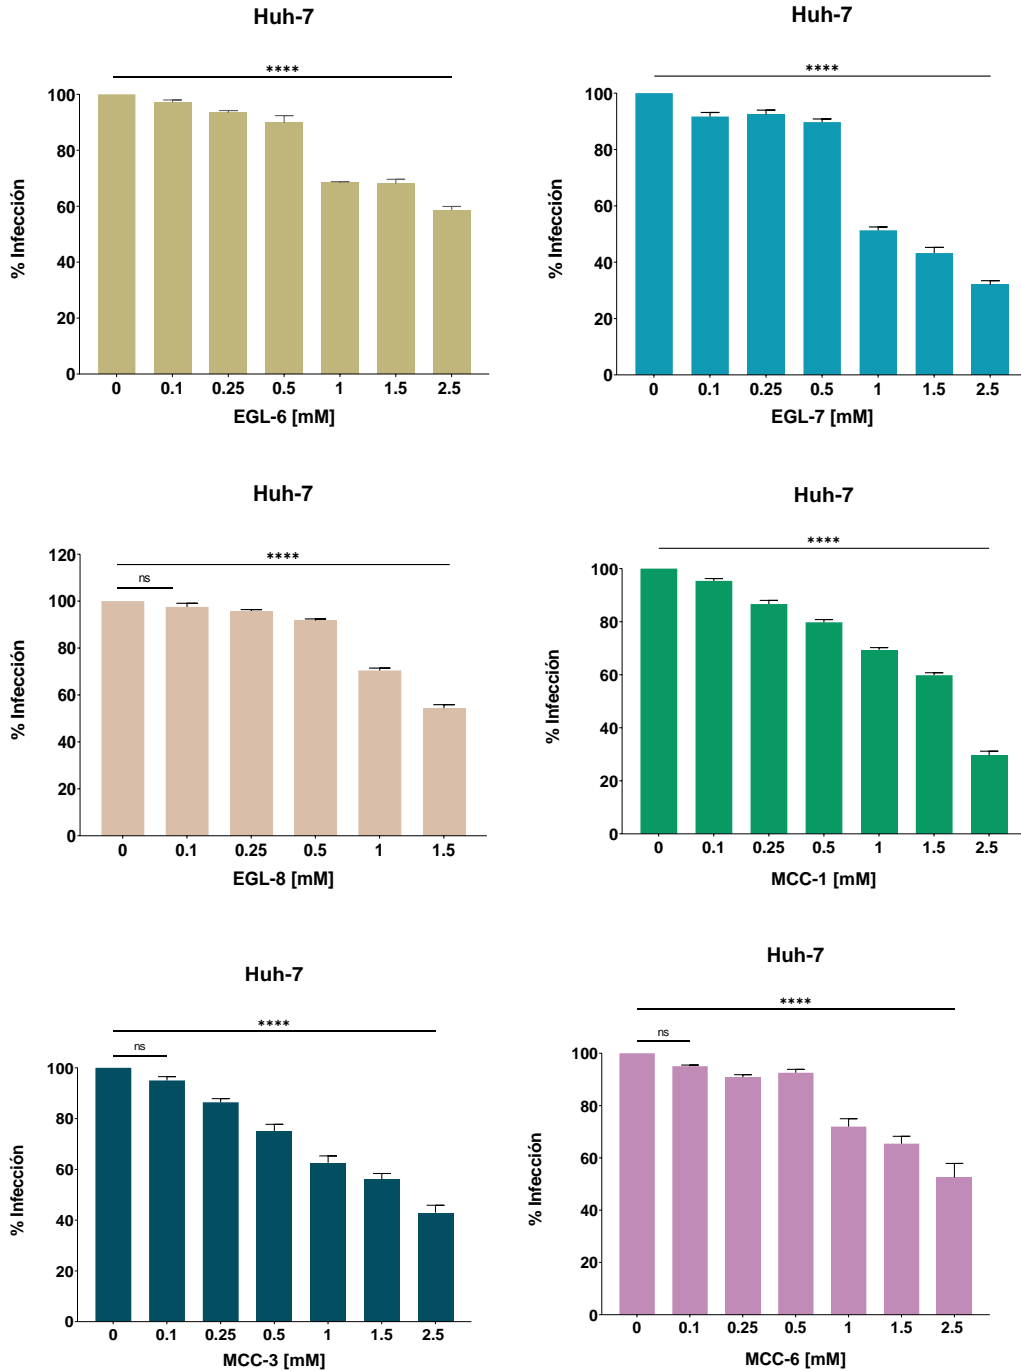 Huh-7
****
100
80
60
40
20
0
% Infección
0 0.1 0.25 0.5 1 1.5 2.5
EGL-6 [mM]
Huh-7
****
100
80
60
40
20
0
% Infección
0 0.1 0.25 0.5 1 1.5 2.5
EGL-7 [mM]
Huh-7
****
ns
120
100
80
60
40
20
0
% Infección
0 0.1 0.25 0.5 1 1.5
EGL-8 [mM]
Huh-7
****
100
80
60
40
20
0
% Infección
0 0.1 0.25 0.5 1 1.5 2.5
MCC-1 [mM]
Huh-7
****
ns
100
80
60
40
20
0
% Infección
0 0.1 0.25 0.5 1 1.5 2.5
MCC-3 [mM]
Huh-7
****
ns
100
80
60
40
20
0
% Infección
0 0.1 0.25 0.5 1 1.5 2.5
MCC-6 [mM]